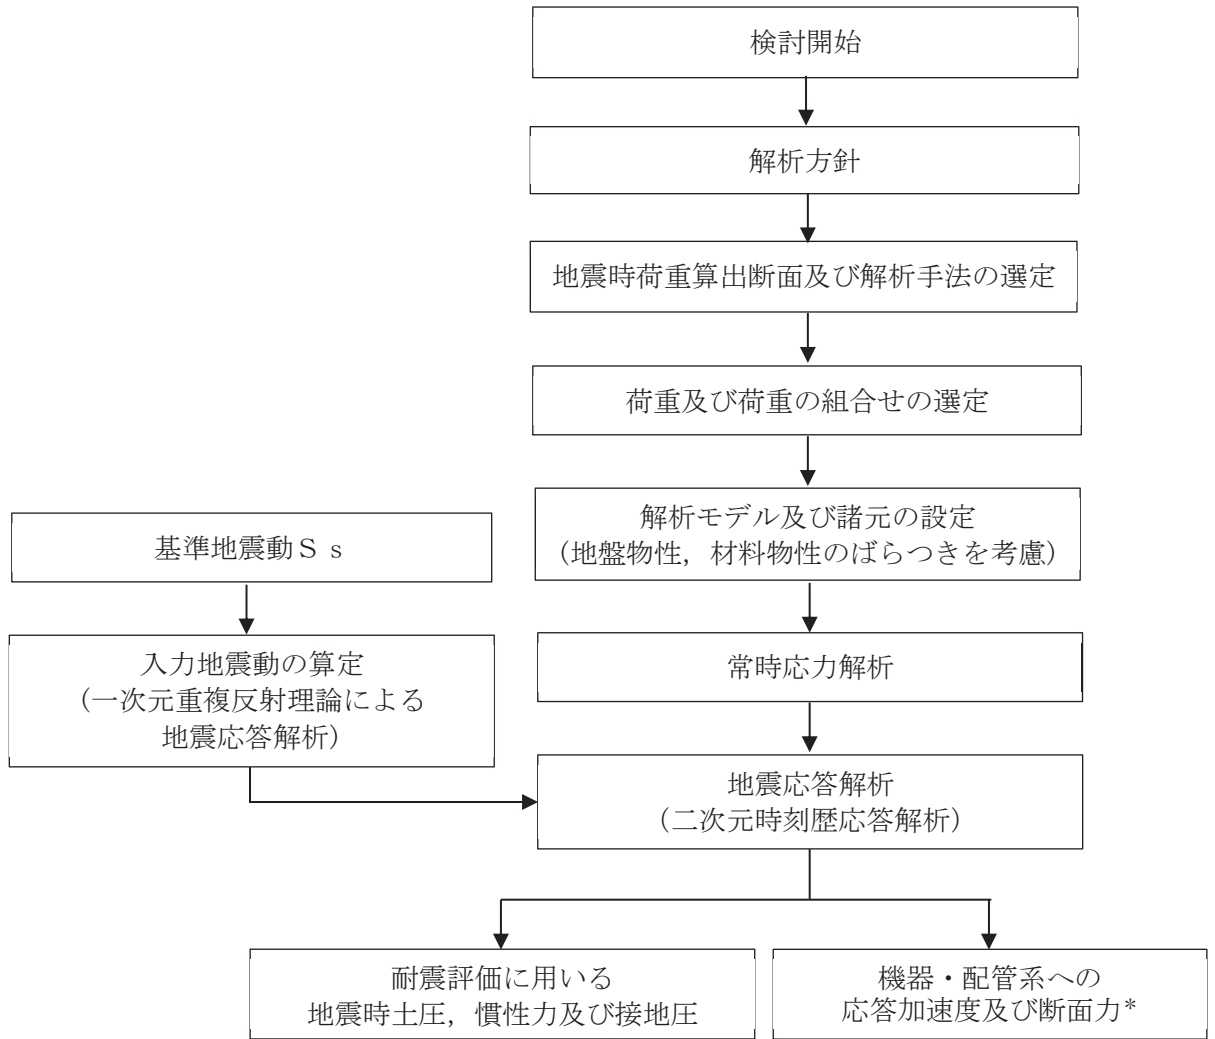 検討開始
解析方針
地震時荷重算出断面及び解析手法の選定
荷重及び荷重の組合せの選定
解析モデル及び諸元の設定
（地盤物性，材料物性のばらつきを考慮）
基準地震動Ｓｓ
入力地震動の算定
（一次元重複反射理論による
地震応答解析）
常時応力解析
地震応答解析
（二次元時刻歴応答解析）
耐震評価に用いる
地震時土圧，慣性力及び接地圧
機器・配管系への
応答加速度及び断面力*